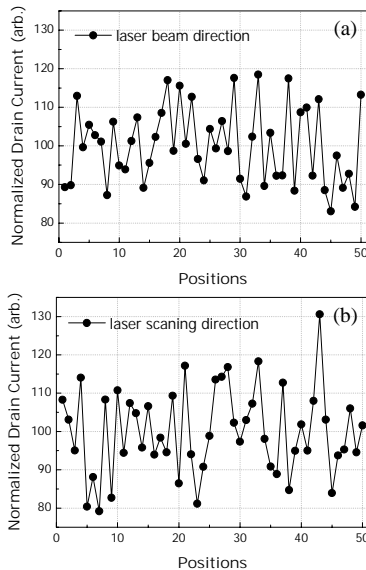 (a)
laser beam direction
Normalized Drain Current (arb.)
130
120
110
100
90
80
0 10 20 30 40 50
Positions
(b)
laser scaning direction
Normalized Drain Current (arb.)
130
120
110
100
90
80
0 10 20 30 40 50
Positions